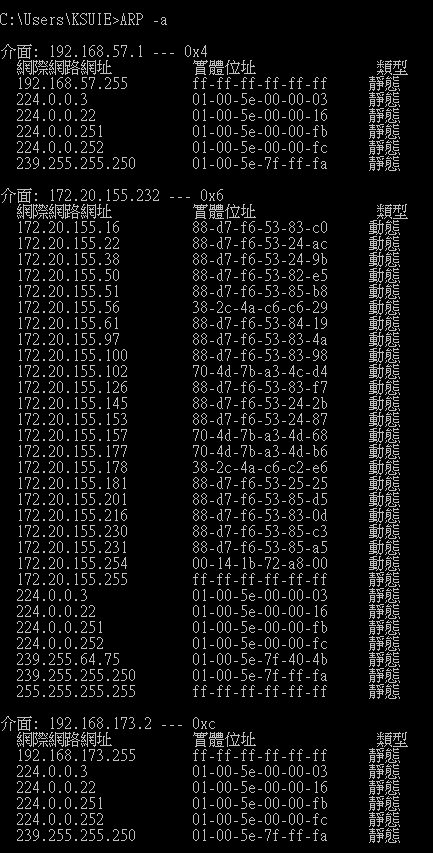 C:\Users\KSUIE>ARP -a
介面: 192.168.57.1 --- 0x4
網際網路網址 實體位址 類型
192.168.57.255 ff-ff-ff-ff-ff-ff 靜態
224.0.0.3 01-00-5e-00-00-03 靜態
224.0.0.22 01-00-5e-00-00-16 靜態
224.0.0.251 01-00-5e-00-00-fb 靜態
224.0.0.252 01-00-5e-00-00-fc 靜態
239.255.255.250 01-00-5e-7f-ff-fa 靜態
介面: 172.20.155.232 --- 0x6
網際網路網址 實體位址 類型
172.20.155.16 88-d7-f6-53-83-c0 動態
172.20.155.22 88-d7-f6-53-24-ac 動態
172.20.155.38 88-d7-f6-53-24-9b 動態
172.20.155.50 88-d7-f6-53-82-e5 動態
172.20.155.51 88-d7-f6-53-85-b8 動態
172.20.155.56 38-2c-4a-c6-c6-29 動態
172.20.155.61 88-d7-f6-53-84-19 動態
172.20.155.97 88-d7-f6-53-83-4a 動態
172.20.155.100 88-d7-f6-53-83-98 動態
172.20.155.102 70-4d-7b-a3-4c-d4 動態
172.20.155.126 88-d7-f6-53-83-f7 動態
172.20.155.145 88-d7-f6-53-24-2b 動態
172.20.155.153 88-d7-f6-53-24-87 動態
172.20.155.157 70-4d-7b-a3-4d-68 動態
172.20.155.177 70-4d-7b-a3-4d-b6 動態
172.20.155.178 38-2c-4a-c6-c2-e6 動態
172.20.155.181 88-d7-f6-53-25-25 動態
172.20.155.201 88-d7-f6-53-85-d5 動態
172.20.155.216 88-d7-f6-53-83-0d 動態
172.20.155.230 88-d7-f6-53-85-c3 動態
172.20.155.231 88-d7-f6-53-85-a5 動態
172.20.155.254 00-14-1b-72-a8-00 動態
172.20.155.255 ff-ff-ff-ff-ff-ff 靜態
224.0.0.3 01-00-5e-00-00-03 靜態
224.0.0.22 01-00-5e-00-00-16 靜態
224.0.0.251 01-00-5e-00-00-fb 靜態
224.0.0.252 01-00-5e-00-00-fc 靜態
239.255.64.75 01-00-5e-7f-40-4b 靜態
239.255.255.250 01-00-5e-7f-ff-fa 靜態
255.255.255.255 ff-ff-ff-ff-ff-ff 靜態
介面: 192.168.173.2 --- 0xc
網際網路網址 實體位址 類型
192.168.173.255 ff-ff-ff-ff-ff-ff 靜態
224.0.0.3 01-00-5e-00-00-03 靜態
224.0.0.22 01-00-5e-00-00-16 靜態
224.0.0.251 01-00-5e-00-00-fb 靜態
224.0.0.252 01-00-5e-00-00-fc 靜態
239.255.255.250 01-00-5e-7f-ff-fa 靜態